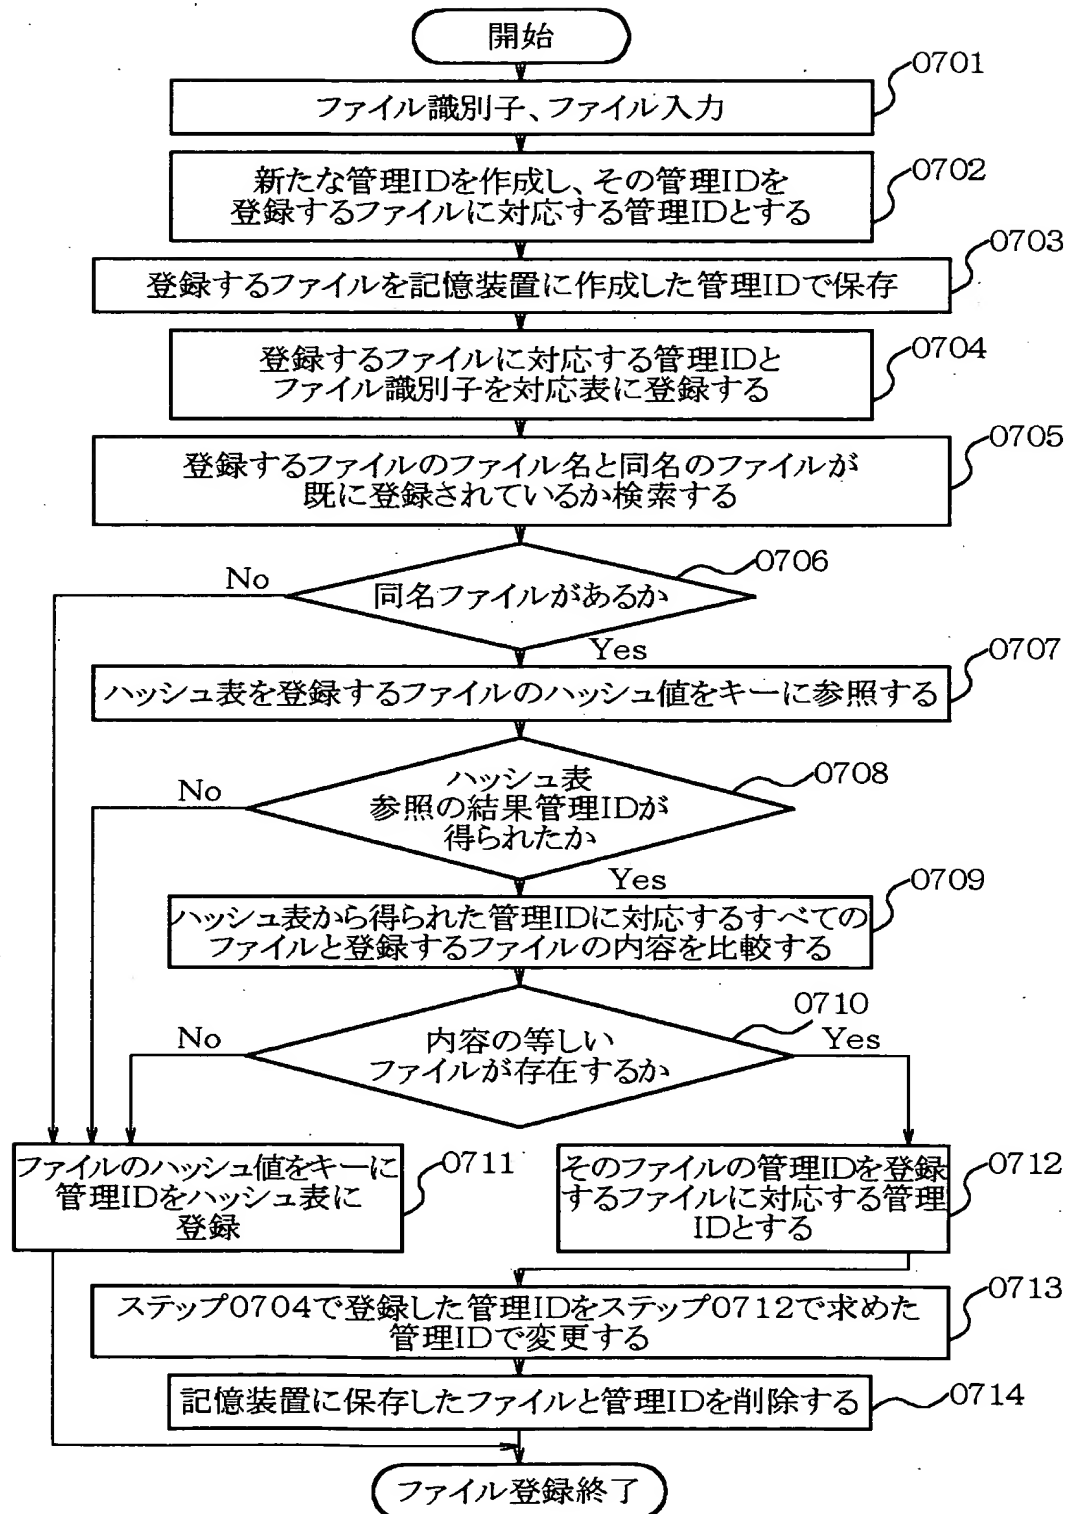 開始
0701
ファイル識別子、ファイル入力
0702
新たな管理IDを作成し、その管理IDを
登録するファイルに対応する管理IDとする
0703
登録するファイルを記憶装置に作成した管理IDで保存
0704
登録するファイルに対応する管理IDと
ファイル識別子を対応表に登録する
0705
登録するファイルのファイル名と同名のファイルが
既に登録されているか検索する
0706
No
同名ファイルがあるか
Yes
0707
ハッシュ表を登録するファイルのハッシュ値をキーに参照する
0708
No
ハッシュ表
参照の結果管理IDが
得られたか
Yes
0709
ハッシュ表から得られた管理IDに対応するすべての
ファイルと登録するファイルの内容を比較する
0710
No
内容の等しい
ファイルが存在するか
Yes
ファイルのハッシュ値をキーに
管理IDをハッシュ表に
登録
0711
そのファイルの管理IDを登録
するファイルに対応する管理
IDとする
0712
0713
ステップ0704で登録した管理IDをステップ0712で求めた
管理IDで変更する
0714
記憶装置に保存したファイルと管理IDを削除する
ファイル登録終了